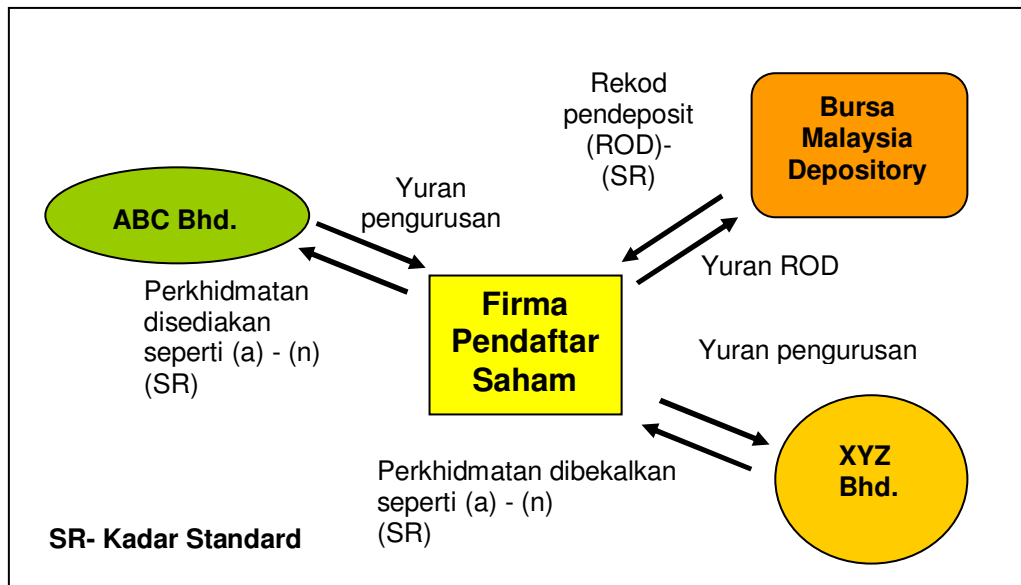 Rekod
pendeposit
(ROD)-
(SR)
Bursa
Malaysia
Depository
ABC Bhd.
Yuran
pengurusan
Yuran ROD
Perkhidmatan
disediakan
seperti (a) - (n)
(SR)
Firma
Pendaftar
Saham
Yuran pengurusan
Perkhidmatan dibekalkan
seperti (a) - (n)
(SR)
XYZ
Bhd.
SR- Kadar Standard